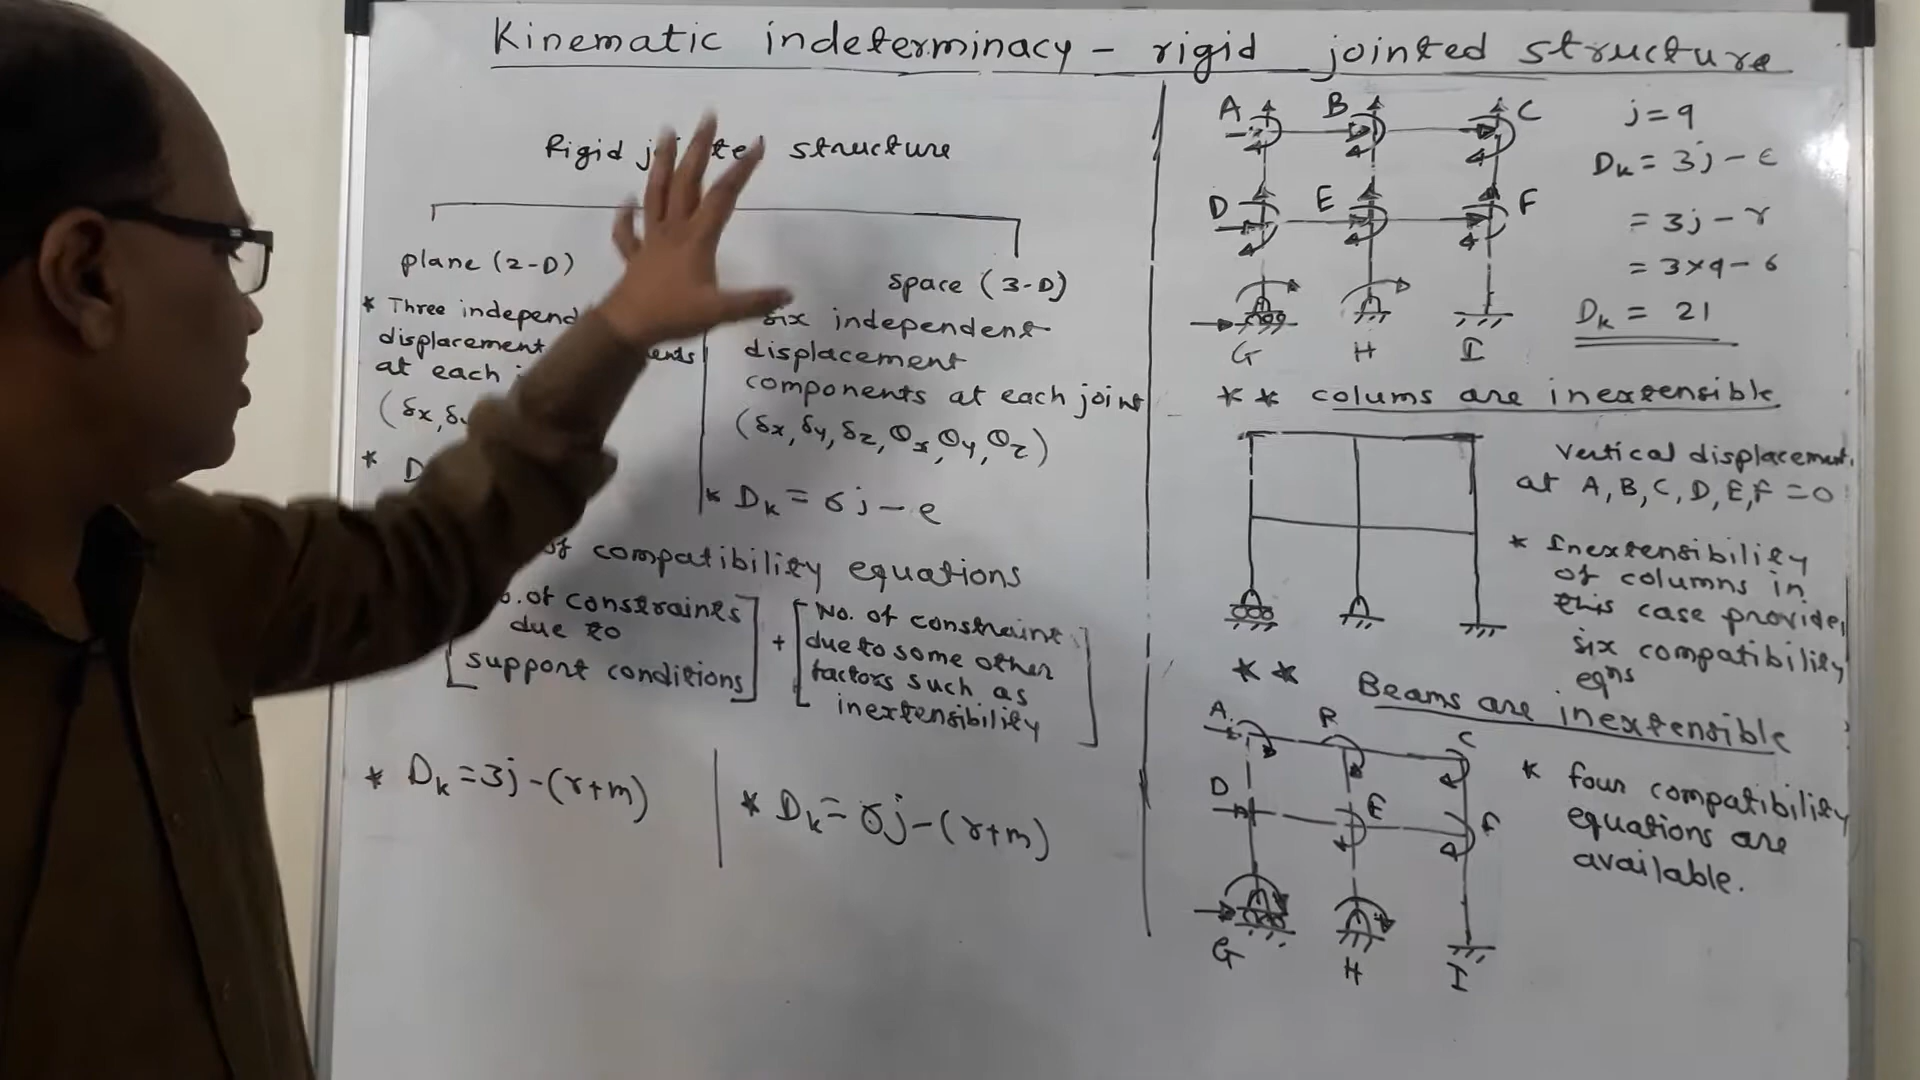 Kinematic indeterminacy - rigid jointed structure
Rigid structure
plane (2-D)
* Three
displacement
at each
(δx,
* D
space (3-D)
Six independent
displacement
components at each joint
(δx, δy, δz, θx, θy, θz)
* Dk = 6j - e
of compatibility equations
of constraints
due to
support conditions
+
No. of constraint
due to some other
factors such as
inextensibility
* Dk = 3j - (r+m)
* Dk = 6j - (r+m)
A B C
D E F
G H I
j = 9
Dk = 3j - e
= 3j - r
= 3×9 - 6
Dk = 21
** colums are inextensible
Vertical displacement
at A, B, C, D, E, F = 0
* Inextensibility
of columns in
this case provides
six compatibility
eqns
** Beams are inextensible
A C
D E F
G H I
* four compatibility
equations are
available.